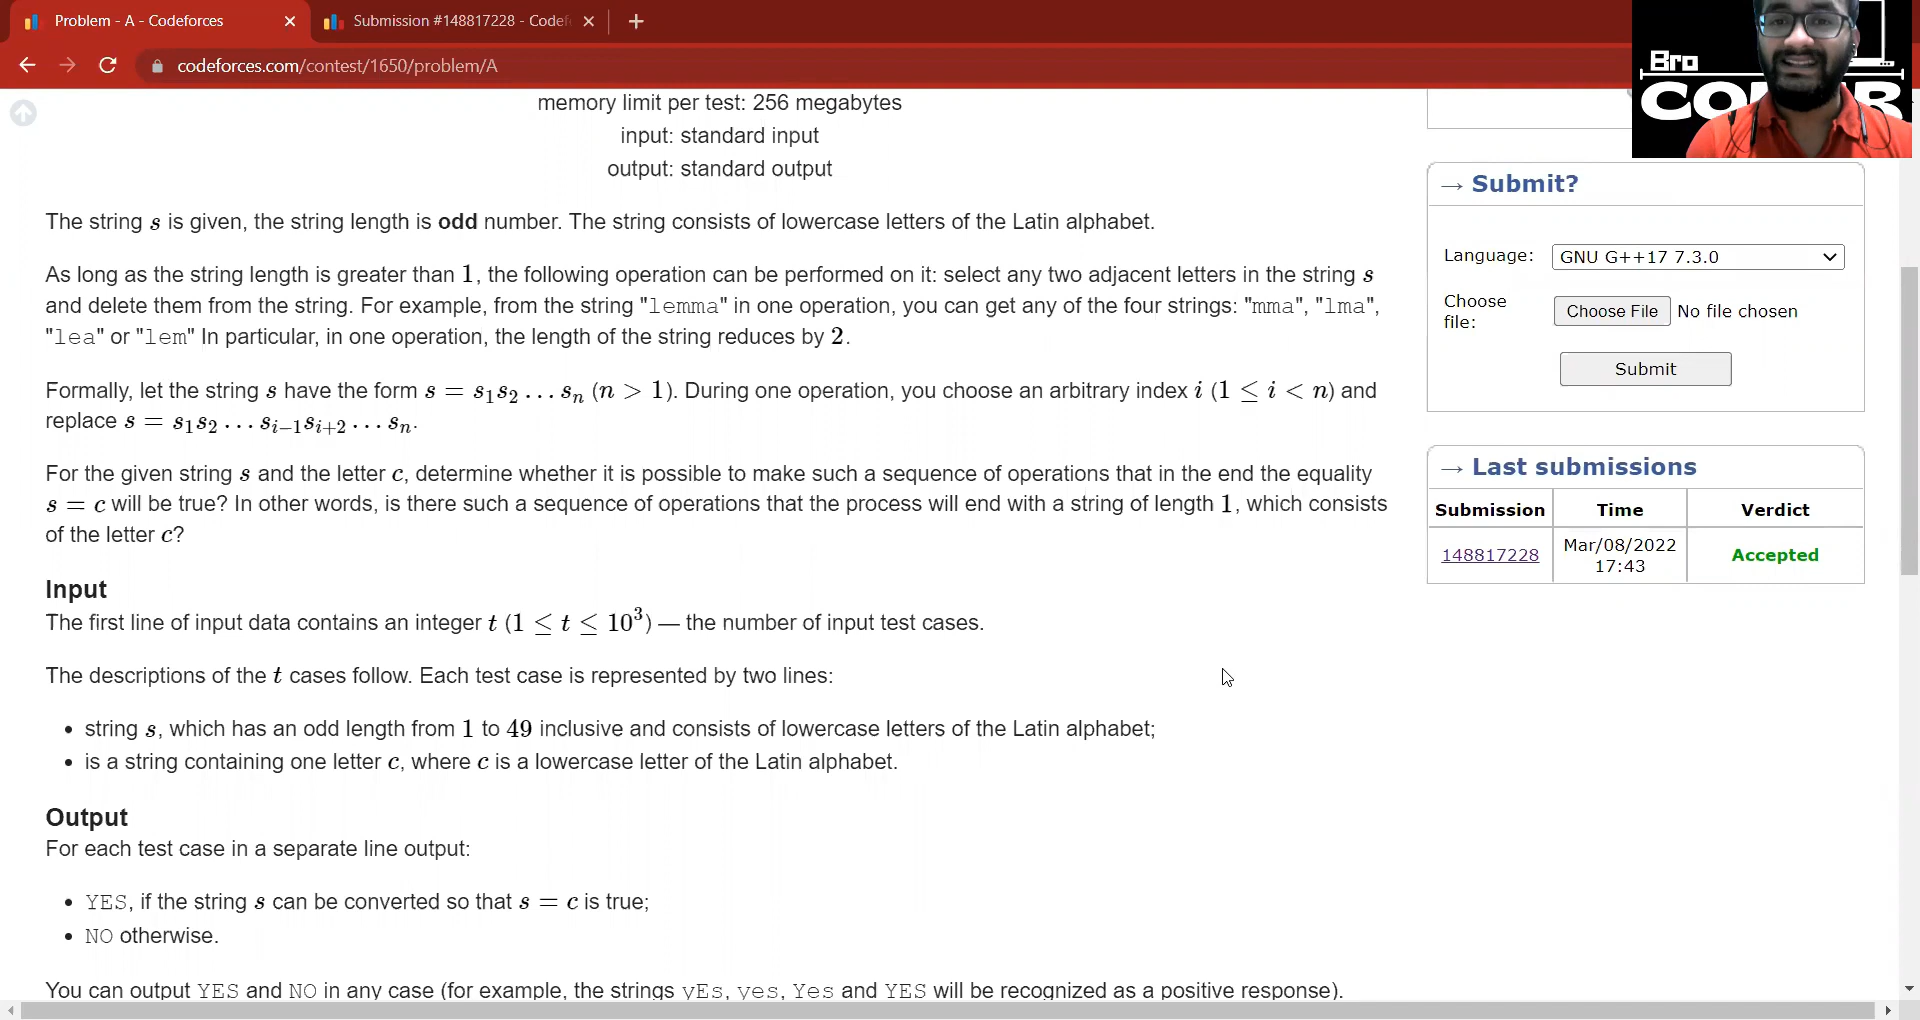 Problem - A - Codeforces
Submission #148817228 - Codef
codeforces.com/contest/1650/problem/A
Bro
memory limit per test: 256 megabytes
input: standard input
output: standard output
The string s is given, the string length is odd number. The string consists of lowercase letters of the Latin alphabet.
As long as the string length is greater than 1, the following operation can be performed on it: select any two adjacent letters in the string s
and delete them from the string. For example, from the string "lemma" in one operation, you can get any of the four strings: "mma", "lma",
"lea" or "lem" In particular, in one operation, the length of the string reduces by 2.
Formally, let the string s have the form s = s₁s₂ … sₙ (n > 1). During one operation, you choose an arbitrary index i (1 ≤ i < n) and
replace s = s₁s₂ … sᵢ₋₁sᵢ₊₂ … sₙ.
For the given string s and the letter c, determine whether it is possible to make such a sequence of operations that in the end the equality
s = c will be true? In other words, is there such a sequence of operations that the process will end with a string of length 1, which consists
of the letter c?
Input
The first line of input data contains an integer t (1 ≤ t ≤ 10³) — the number of input test cases.
The descriptions of the t cases follow. Each test case is represented by two lines:
• string s, which has an odd length from 1 to 49 inclusive and consists of lowercase letters of the Latin alphabet;
• is a string containing one letter c, where c is a lowercase letter of the Latin alphabet.
Output
For each test case in a separate line output:
• YES, if the string s can be converted so that s = c is true;
• NO otherwise.
You can output YES and NO in any case (for example, the strings yEs, yes, Yes and YES will be recognized as a positive response).
→ Submit?
Language: GNU G++17 7.3.0
Choose file: Choose File No file chosen
Submit
→ Last submissions
Submission Time Verdict
148817228 Mar/08/2022 17:43 Accepted